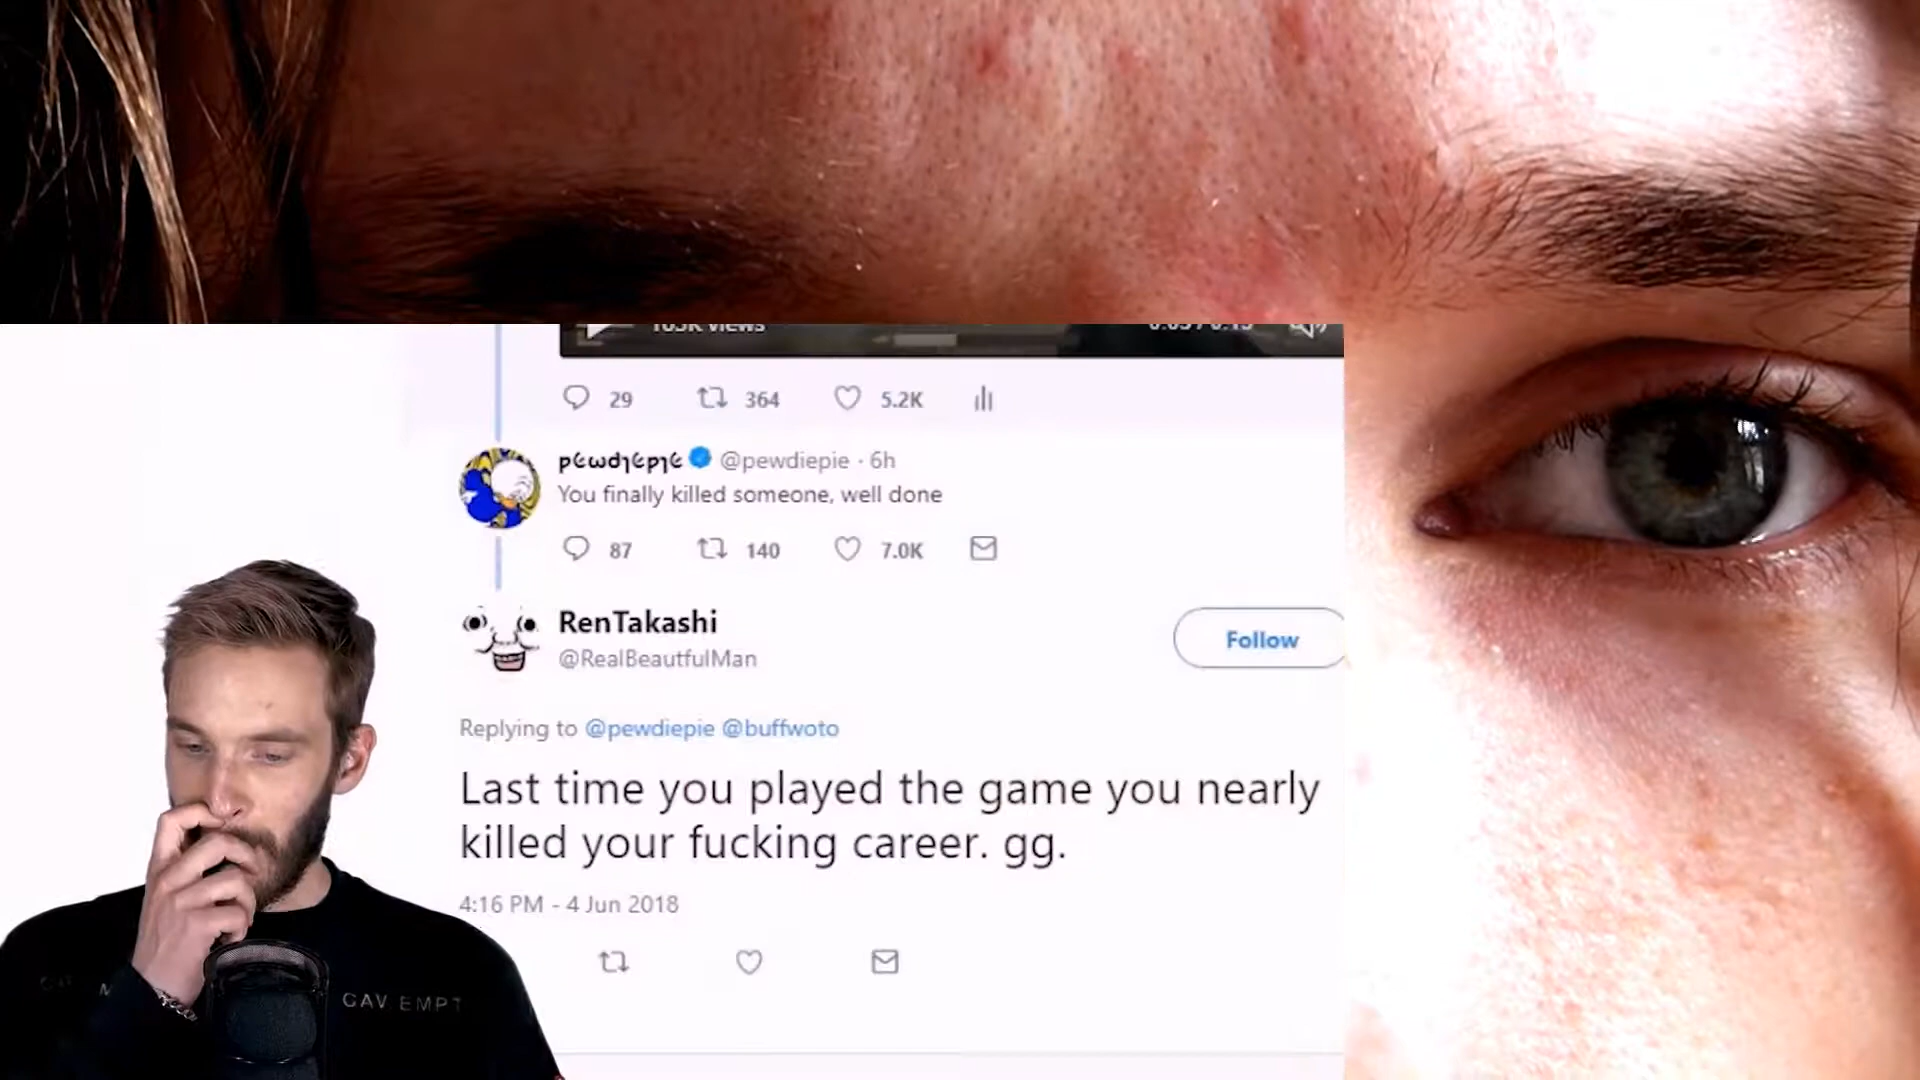 29 364 5.2K
@pewdiepie · 6h
You finally killed someone, well done
87 140 7.0K
RenTakashi
@RealBeautfulMan
Follow
Replying to @pewdiepie @buffwoto
Last time you played the game you nearly
killed your fucking career. gg.
4:16 PM - 4 Jun 2018
CAV EMPT